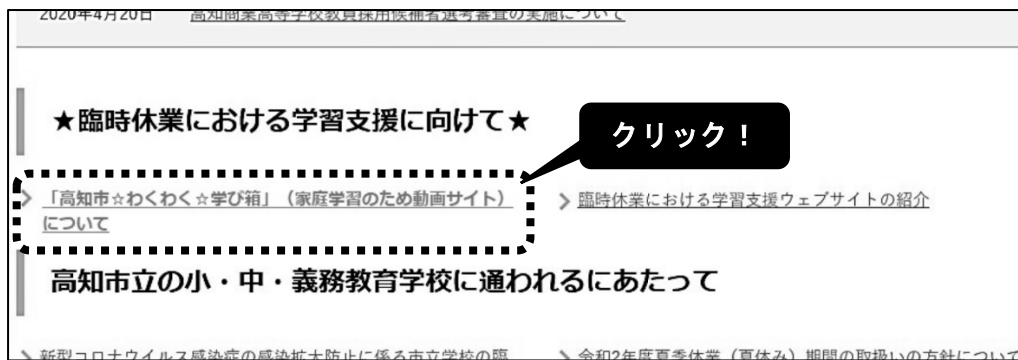 2020年4月20日 高知商業高等学校教員採用候補者選考審査の実施について
★臨時休業における学習支援に向けて★
クリック！
「高知市☆わくわく☆学び箱」（家庭学習のため動画サイト）
について
臨時休業における学習支援ウェブサイトの紹介
高知市立の小・中・義務教育学校に通われるにあたって
新型コロナウイルス感染症の感染拡大防止に係る市立学校の臨
令和2年度夏季休業（夏休み）期間の取扱いの方針について